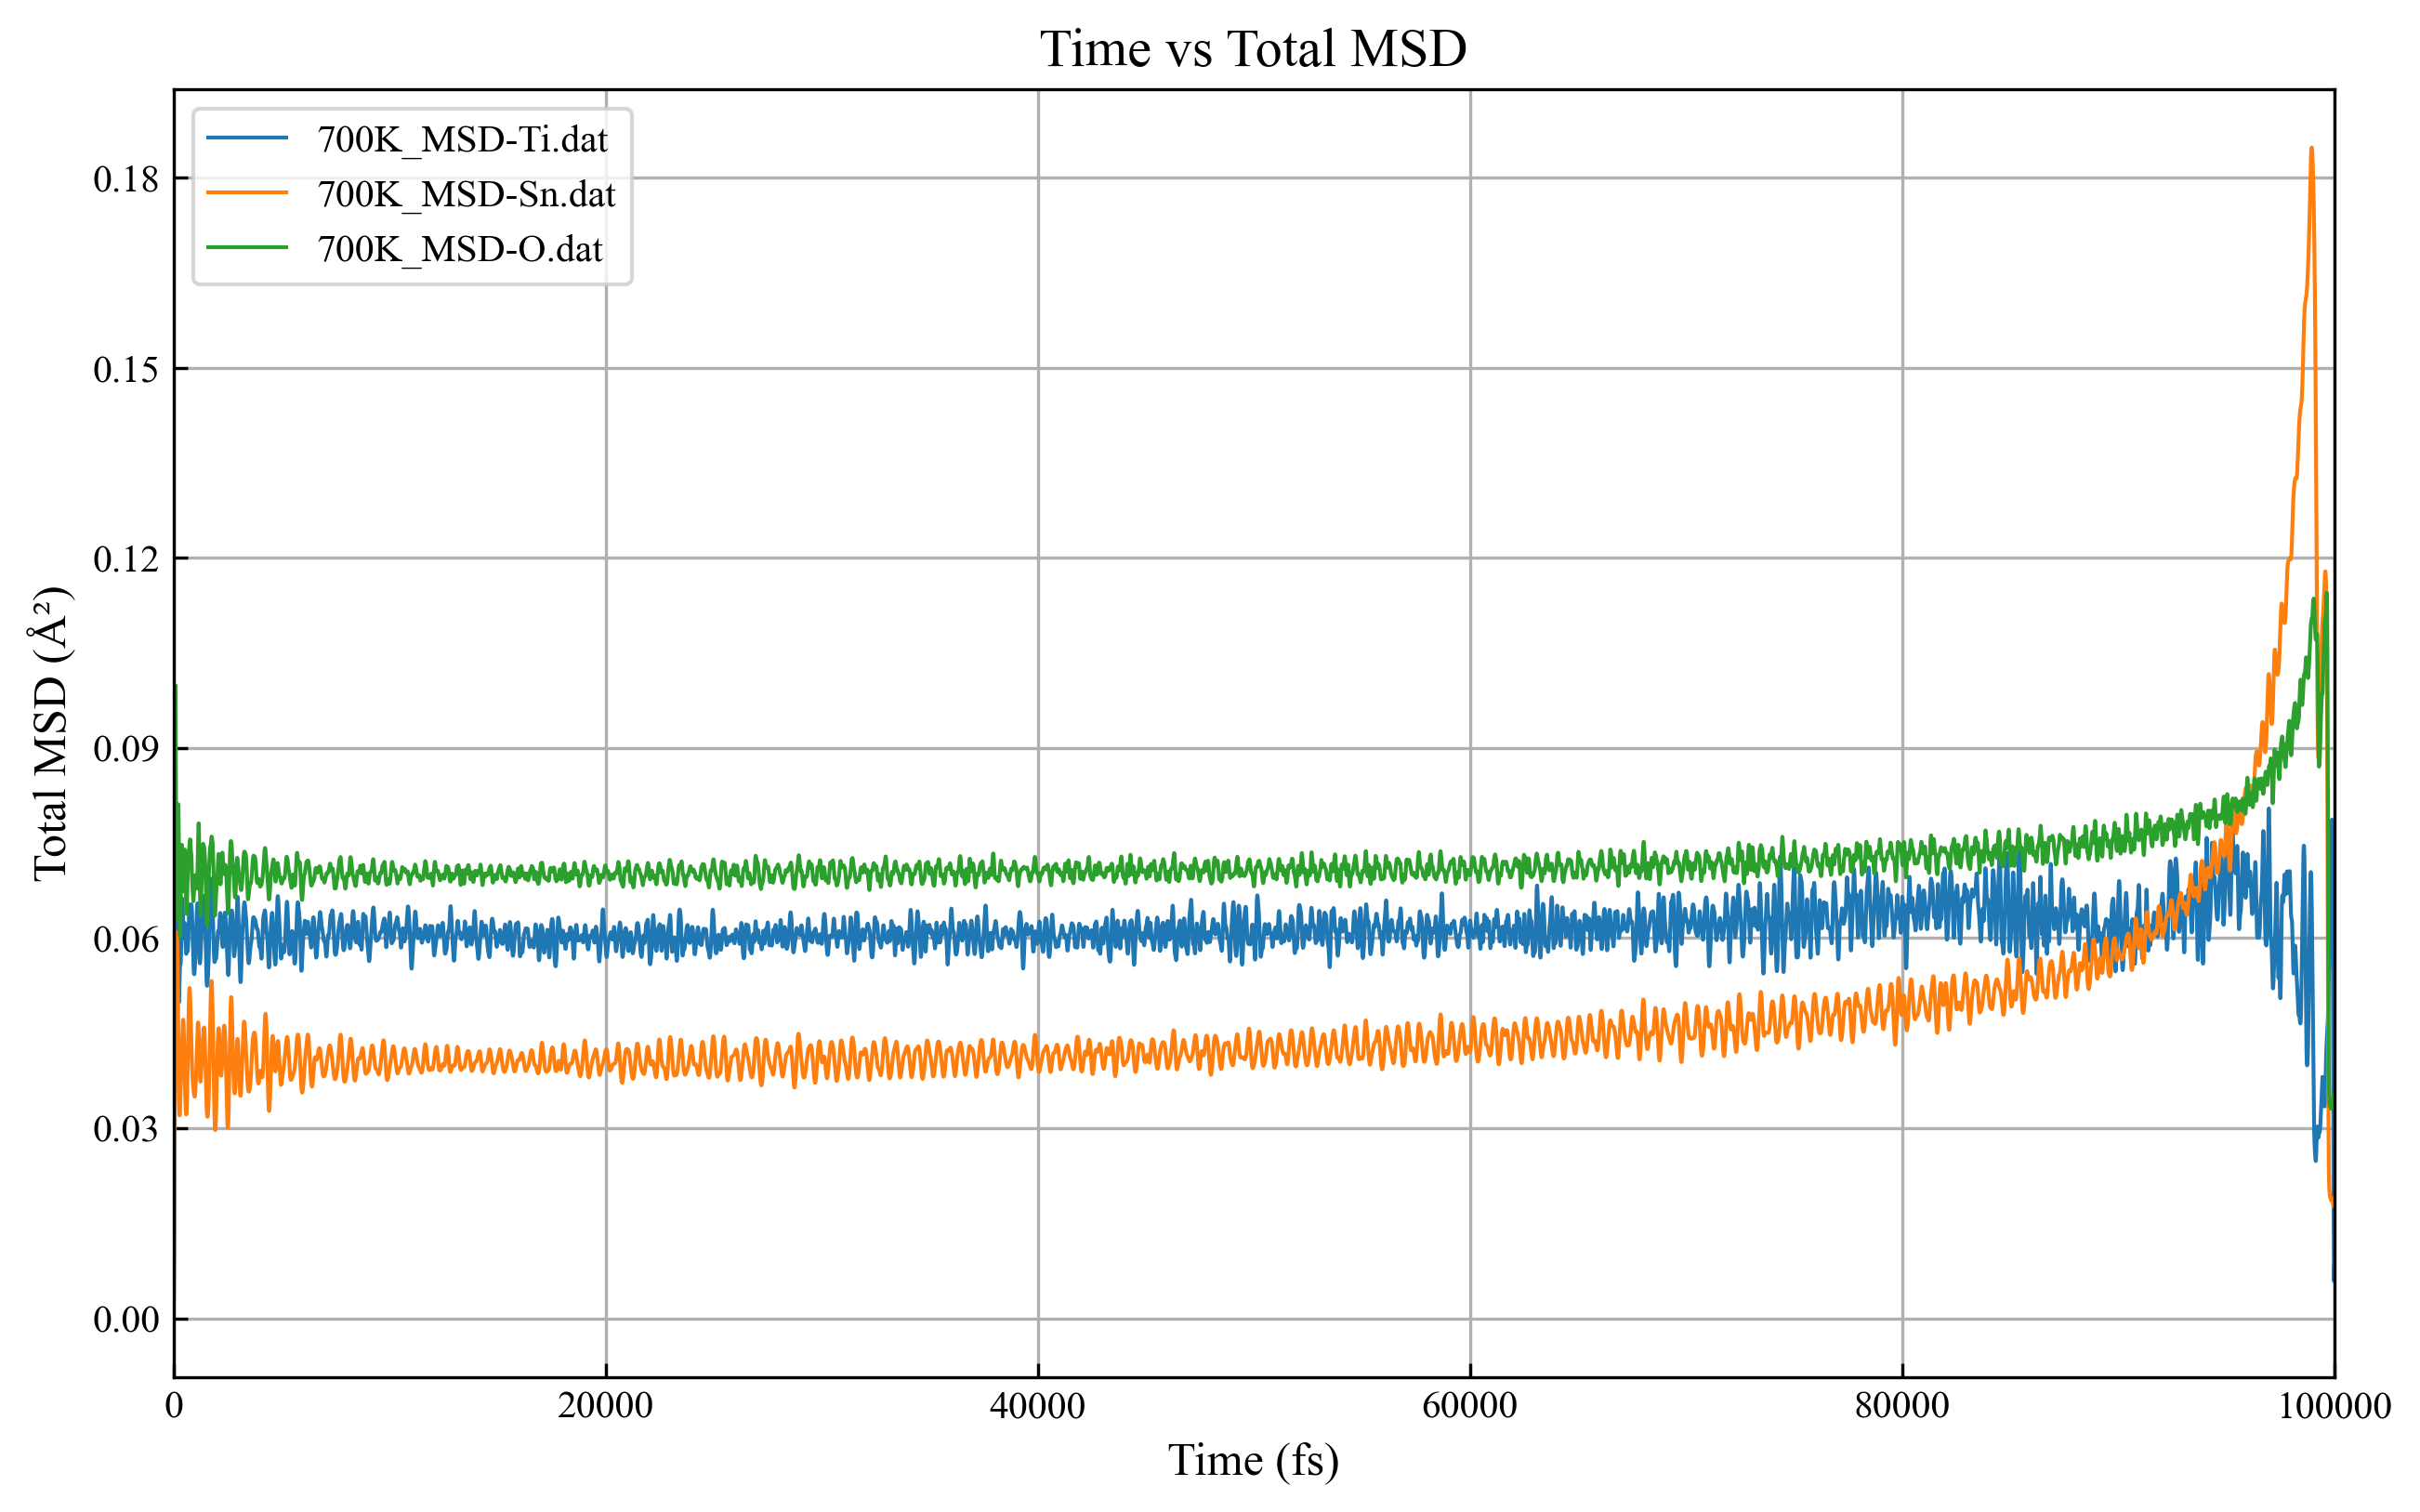 Time vs Total MSD
700K_MSD-Ti.dat
700K_MSD-Sn.dat
700K_MSD-O.dat
0.18
0.15
0.12
0.09
0.06
0.03
0.00
Total MSD (Å²)
0
20000
40000
60000
80000
100000
Time (fs)